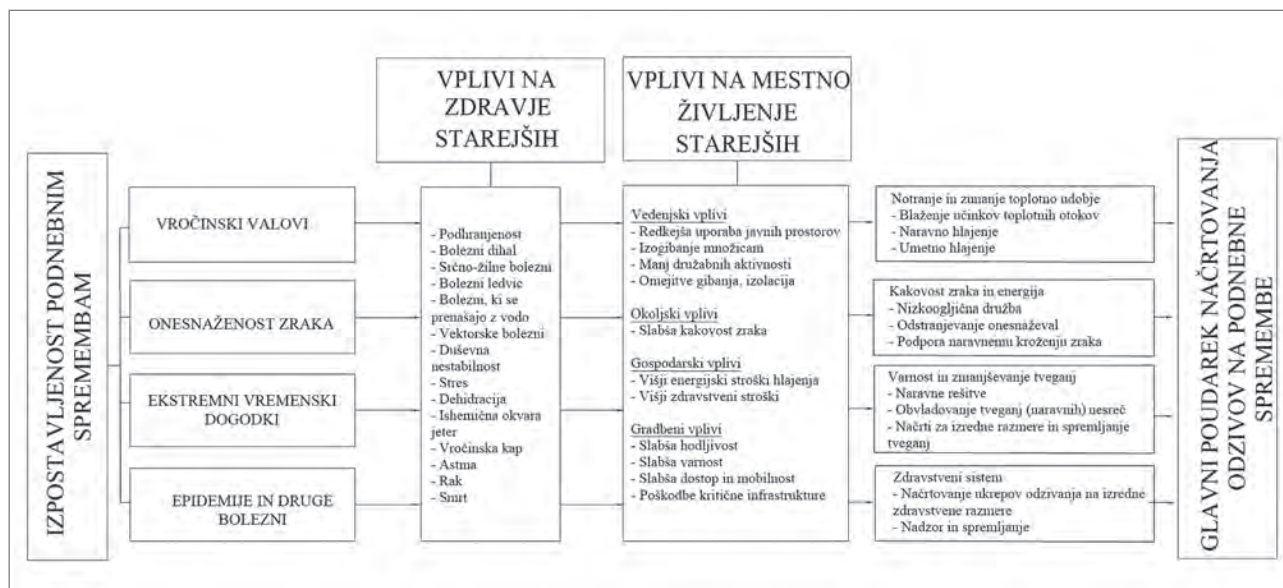 IZPOSTAVLJENOST PODNEBNIM
SPREMEMBAM
VROČINSKI VALOVI
ONESNAŽENOST ZRAKA
EKSTREMNI VREMENSKI
DOGODKI
EPIDEMIJE IN DRUGE
BOLEZNI
VPLIVI NA
ZDRAVJE
STAREJŠIH
- Podhranjenost
- Bolezni dihal
- Srčno-žilne bolezni
- Bolezni ledvic
- Bolezni, ki se
prenašajo z vodo
- Vektorske bolezni
- Duševna
nestabilnost
- Stres
- Dehidracija
- Ishemična okvara
jeter
- Vročinska kap
- Astma
- Rak
- Smrt
VPLIVI NA MESTNO
ŽIVLJENJE
STAREJŠIH
Vedenjski vplivi
- Redkejša uporaba javnih prostorov
- Izogibanje množicam
- Manj družabnih aktivnosti
- Omejitve gibanja, izolacija
Okoljski vplivi
- Slabša kakovost zraka
Gospodarski vplivi
- Višji energijski stroški hlajenja
- Višji zdravstveni stroški
Gradbeni vplivi
- Slabša hodljivost
- Slabša varnost
- Slabša dostop in mobilnost
- Poškodbe kritične infrastrukture
Notranje in zunanje toplotno udobje
- Blaženje učinkov toplotnih otokov
- Naravno hlajenje
- Umetno hlajenje
Kakovost zraka in energija
- Nizkoogljična družba
- Odstranjevanje onesnaževal
- Podpora naravnemu kroženju zraka
Varnost in zmanjševanje tveganj
- Naravne rešitve
- Obvladovanje tveganj (naravnih) nesreč
- Načrti za izredne razmere in spremljanje
tveganj
Zdravstveni sistem
- Načrtovanje ukrepov odzivanja na izredne
zdravstvene razmere
- Nadzor in spremljanje
GLAVNI POUDAREK NAČRTOVANJA
ODZIVOV NA PODNEBNE
SPREMEMBE